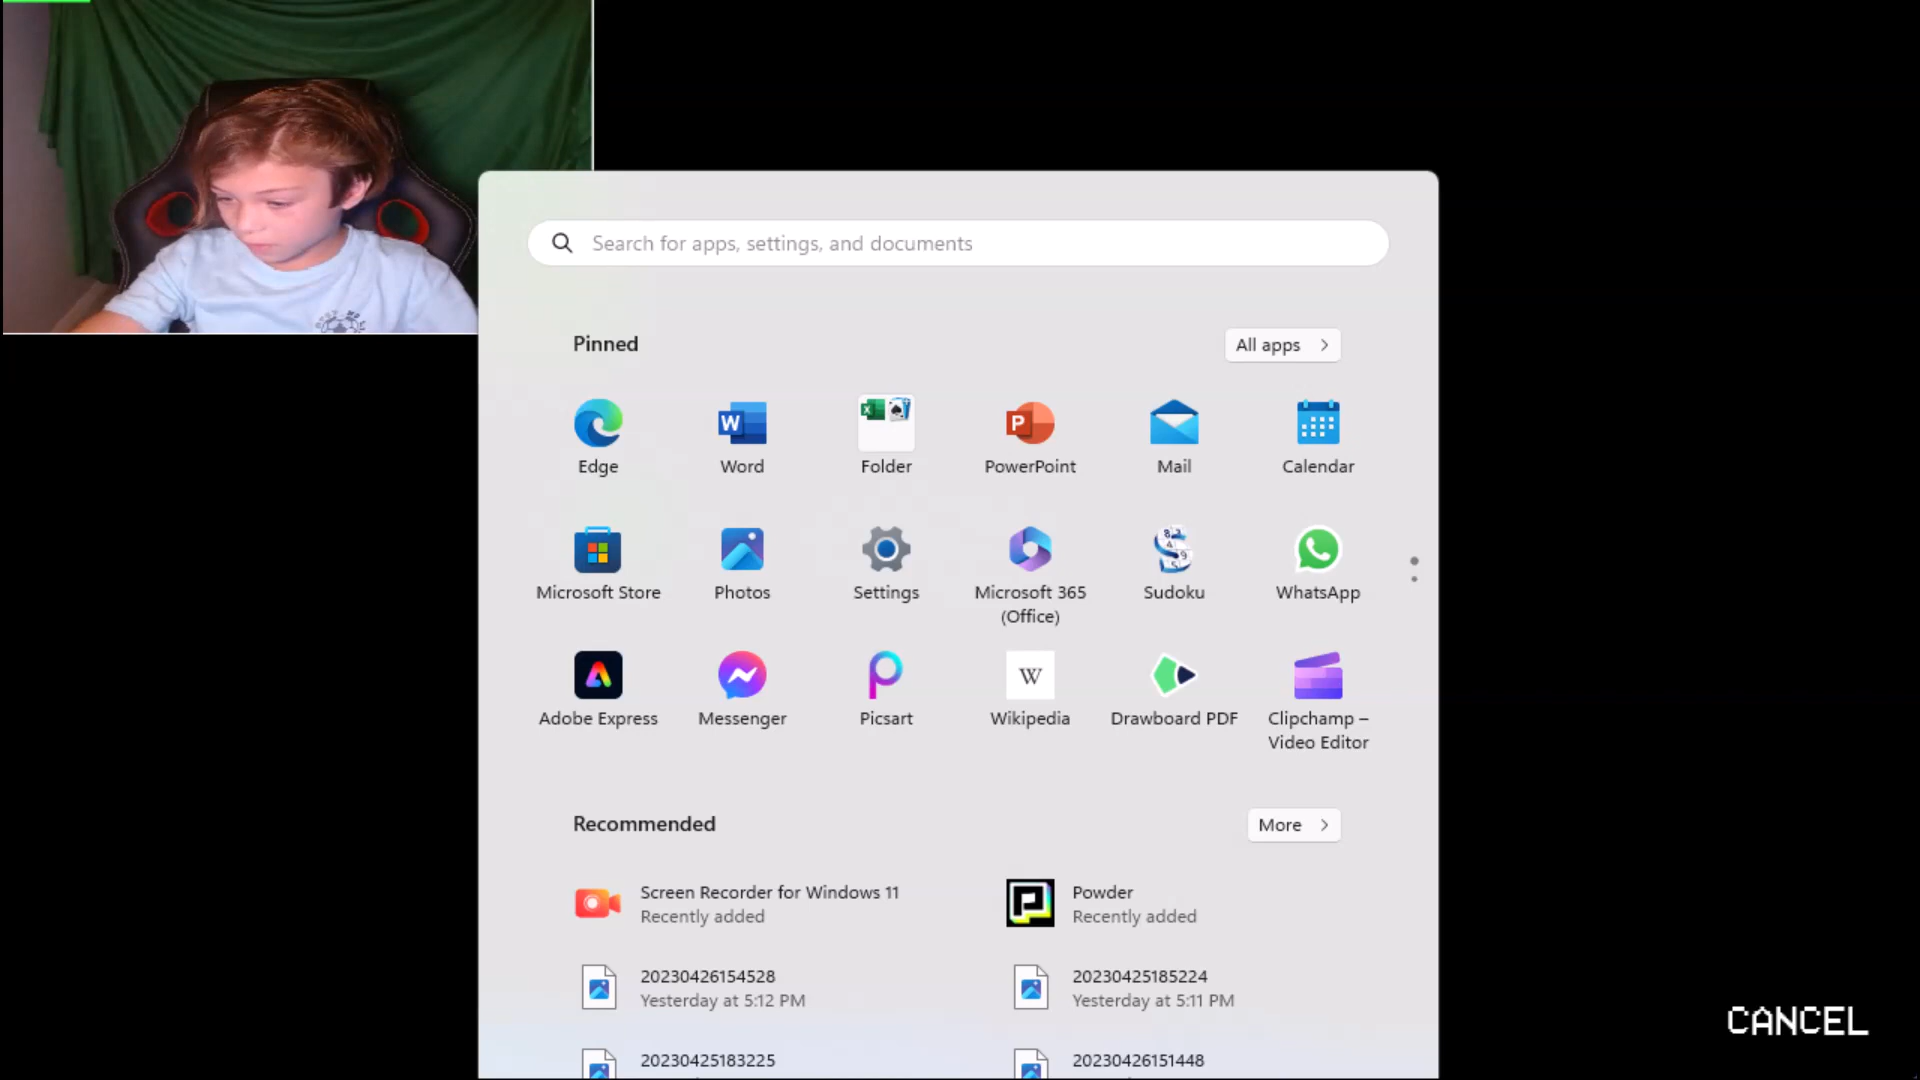 Search for apps, settings, and documents
Pinned
All apps
Edge
Word
Folder
PowerPoint
Mail
Calendar
Microsoft Store
Photos
Settings
Microsoft 365
(Office)
Sudoku
WhatsApp
Adobe Express
Messenger
Picsart
W
Wikipedia
Drawboard PDF
Clipchamp –
Video Editor
Recommended
More
Screen Recorder for Windows 11
Recently added
Powder
Recently added
20230426154528
Yesterday at 5:12 PM
20230425185224
Yesterday at 5:11 PM
20230425183225
20230426151448
CANCEL